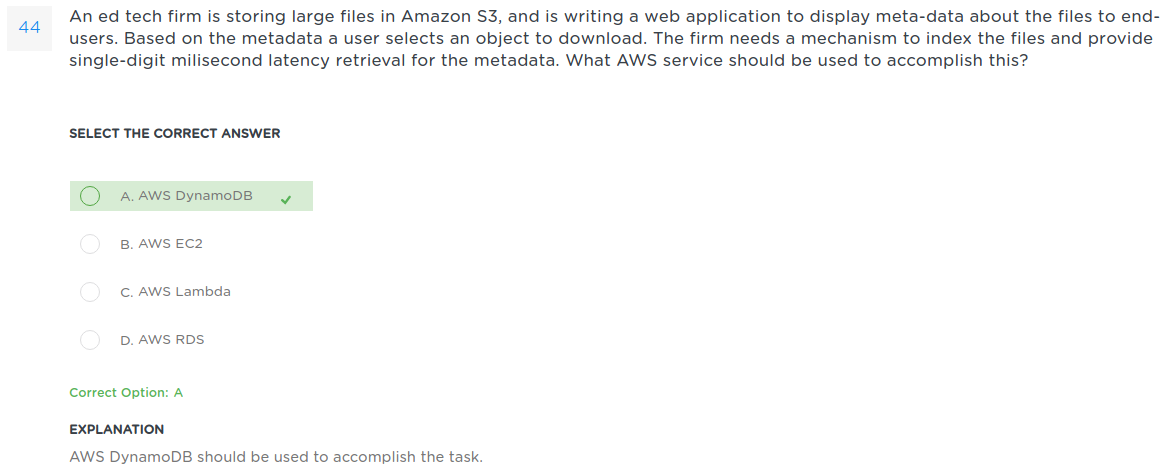 44
An ed tech firm is storing large files in Amazon S3, and is writing a web application to display meta-data about the files to end-
users. Based on the metadata a user selects an object to download. The firm needs a mechanism to index the files and provide
single-digit milisecond latency retrieval for the metadata. What AWS service should be used to accomplish this?
SELECT THE CORRECT ANSWER
A. AWS DynamoDB
B. AWS EC2
C. AWS Lambda
D. AWS RDS
Correct Option: A
EXPLANATION
AWS DynamoDB should be used to accomplish the task.